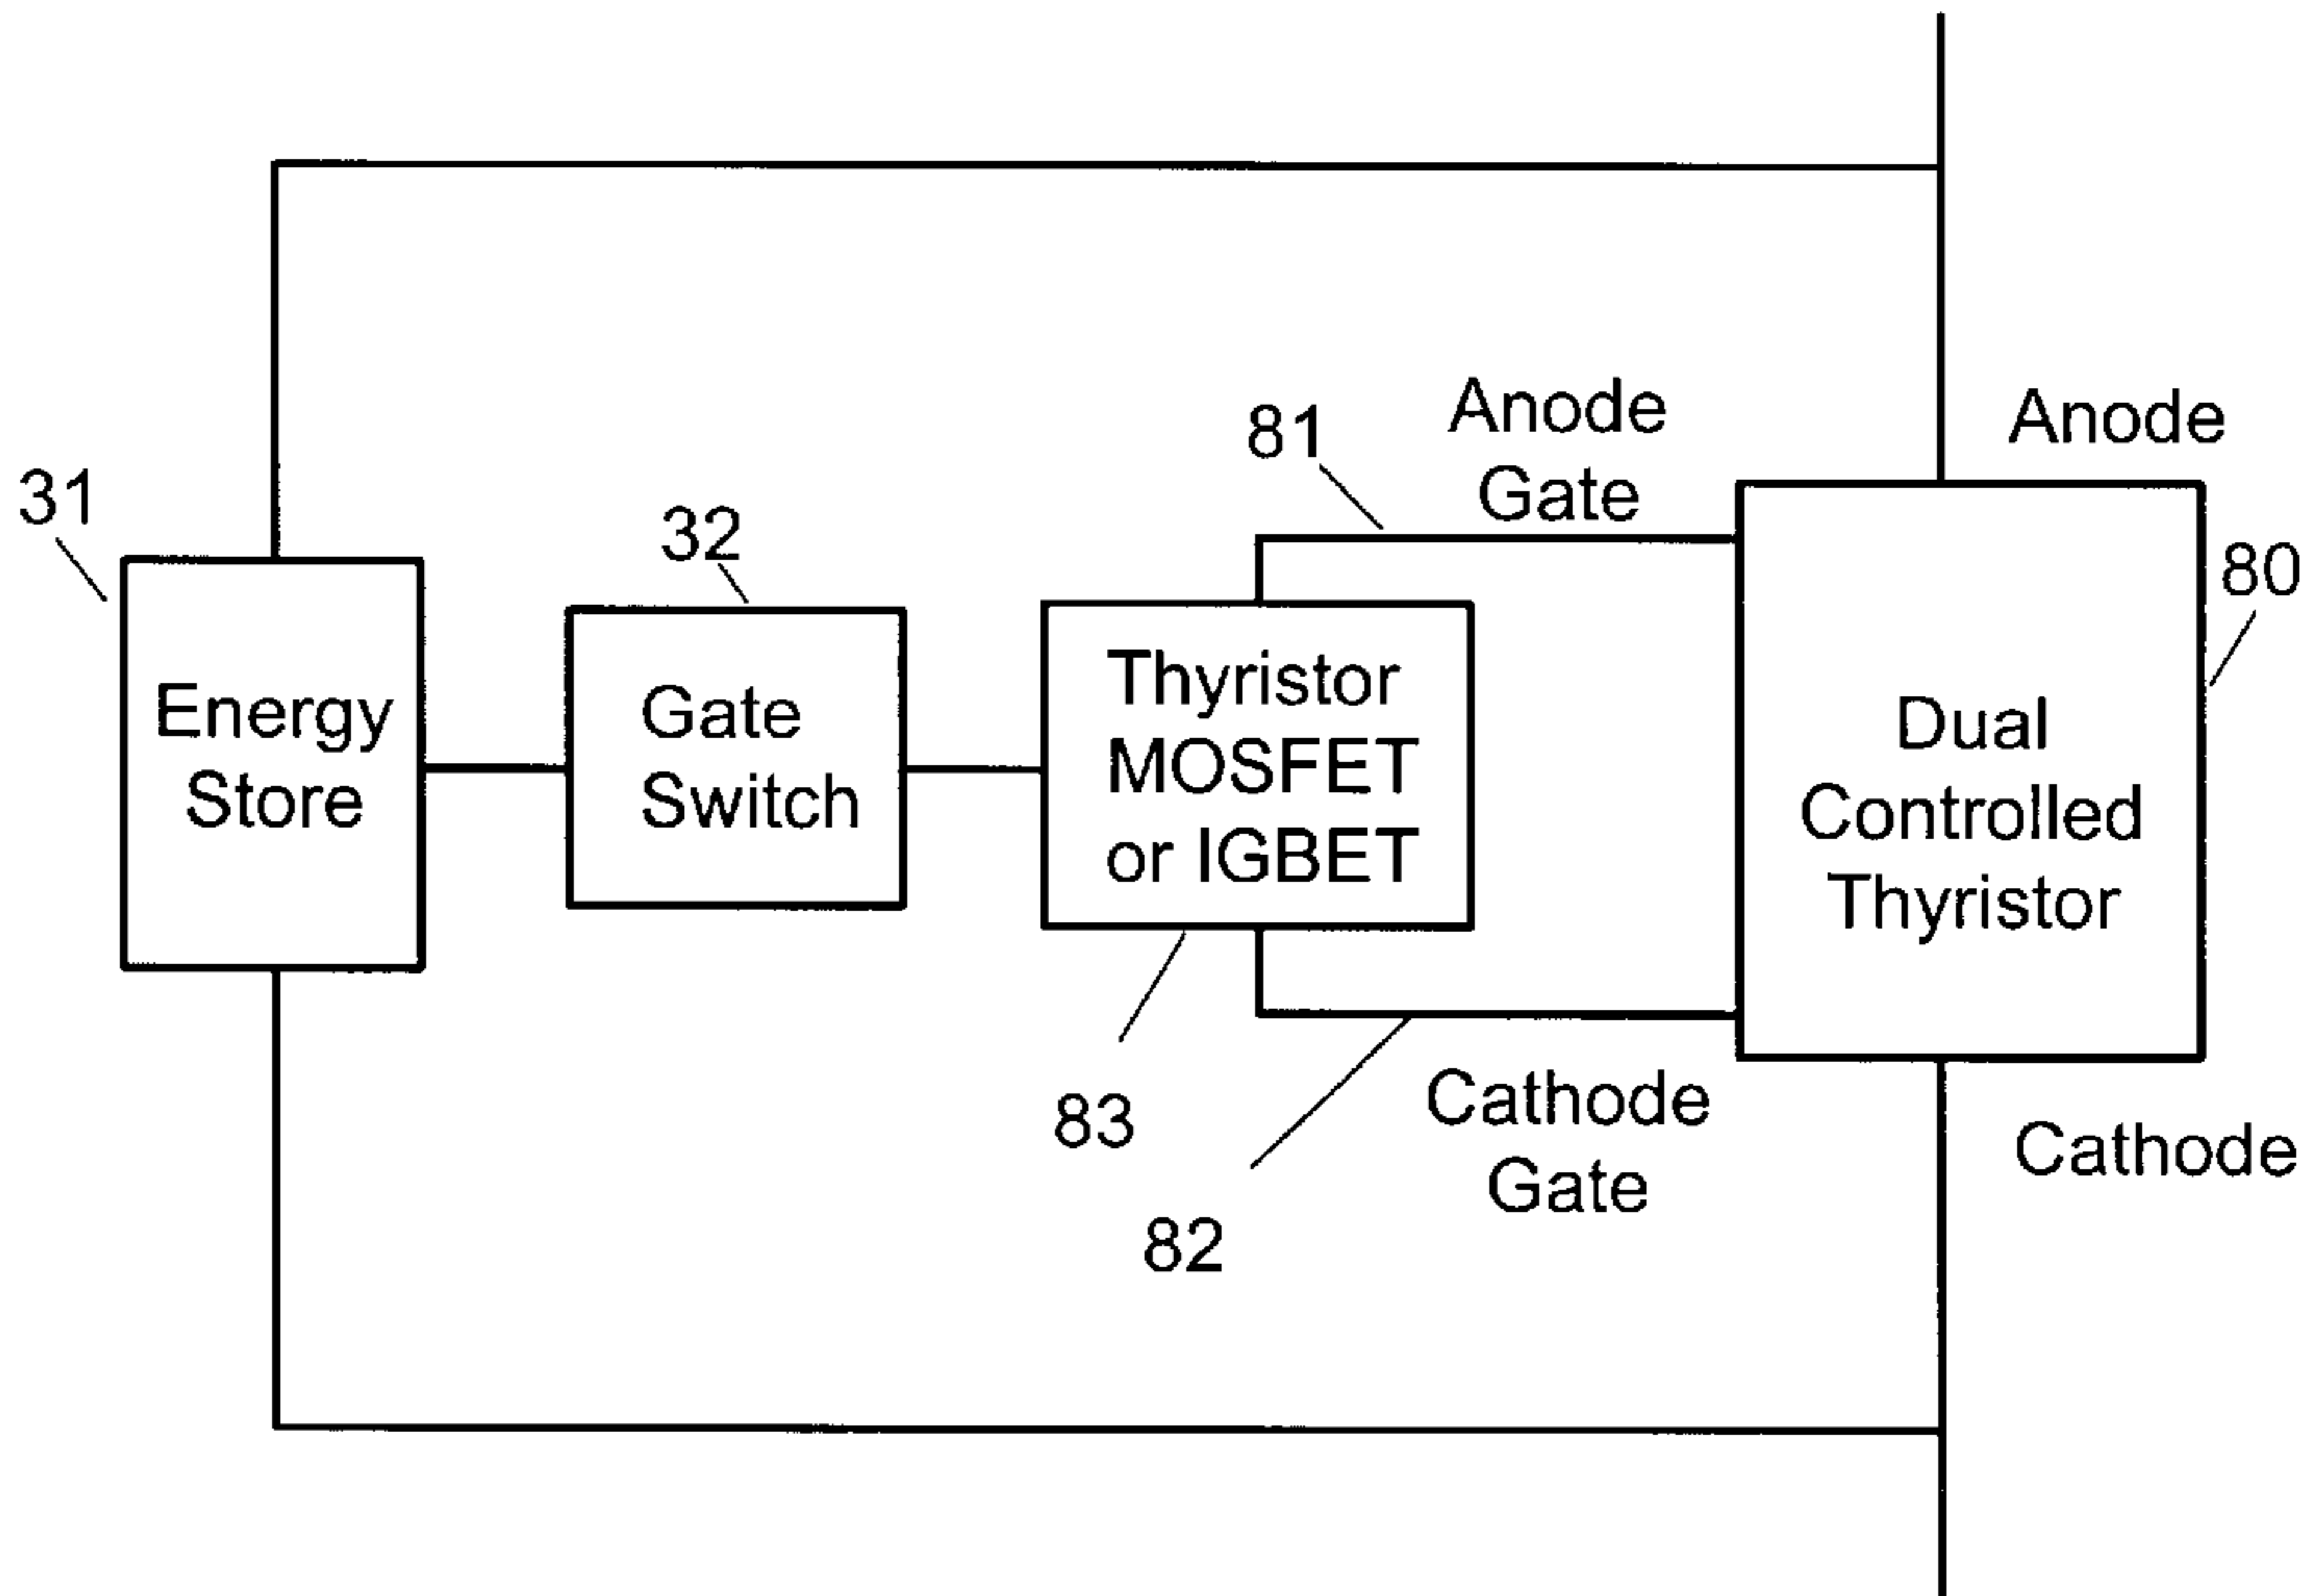 31
Energy
Store
32
Gate
Switch
81
Anode
Gate
Anode
Thyristor
MOSFET
or IGBET
80
Dual
Controlled
Thyristor
83
82
Cathode
Gate
Cathode